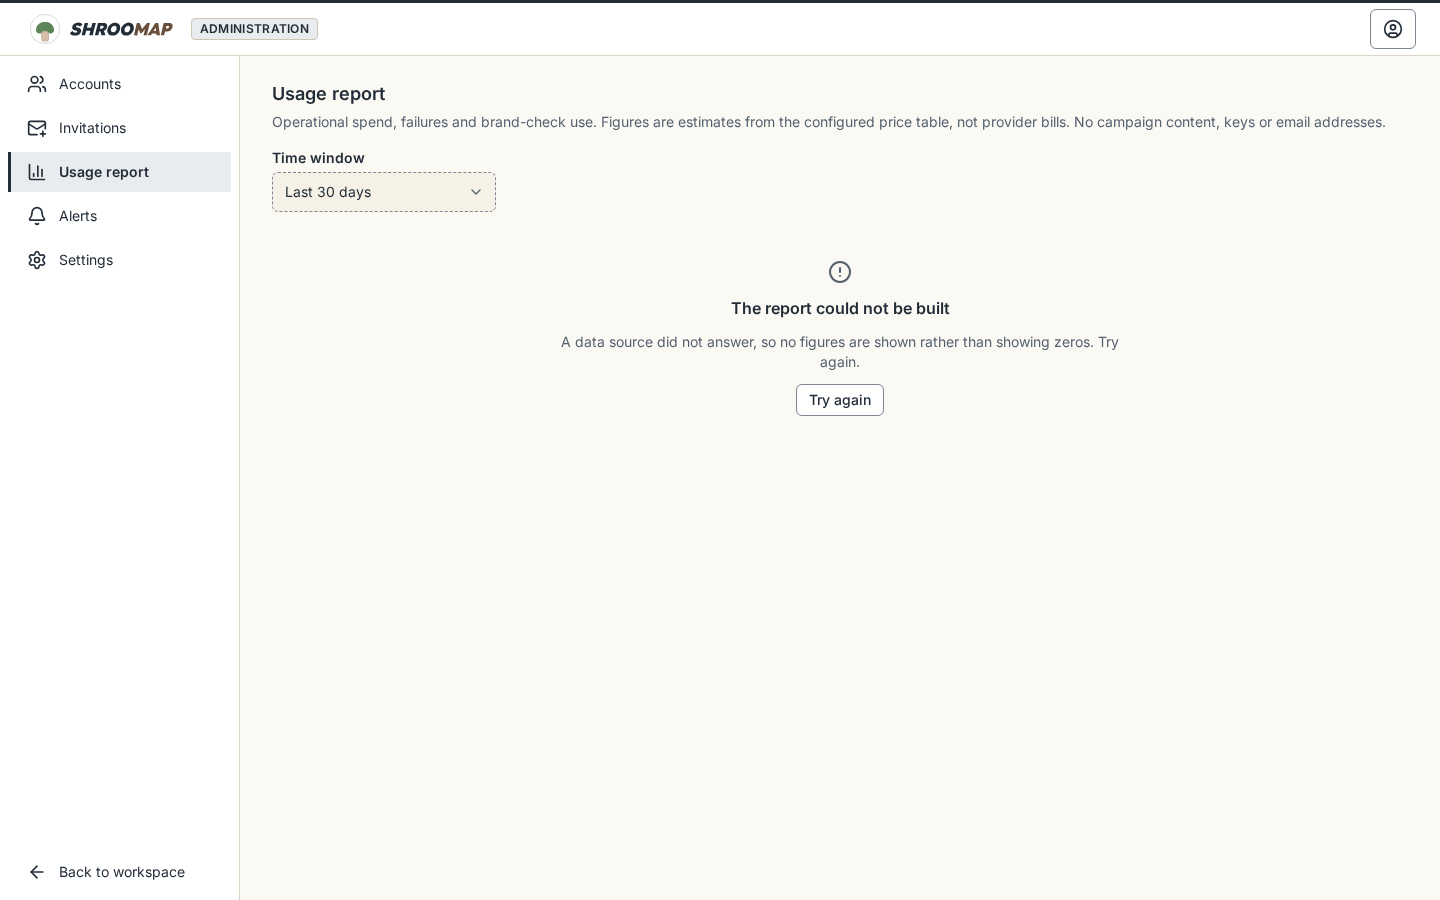 SHROOMAP
ADMINISTRATION
Accounts
Invitations
Usage report
Alerts
Settings
Back to workspace
Usage report
Operational spend, failures and brand-check use. Figures are estimates from the configured price table, not provider bills. No campaign content, keys or email addresses.
Time window
Last 30 days
The report could not be built
A data source did not answer, so no figures are shown rather than showing zeros. Try
again.
Try again